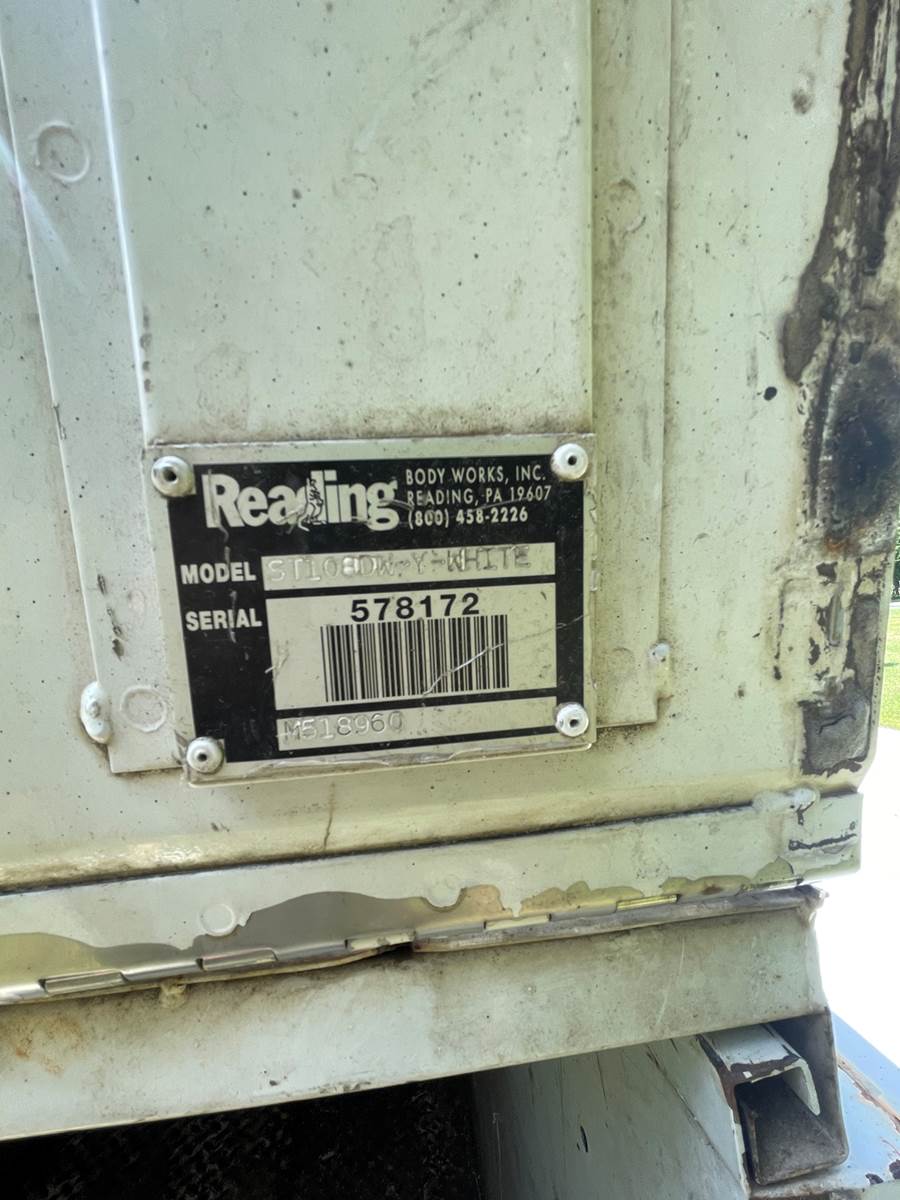 Reading
BODY WORKS, INC.
READING, PA 19607
(800) 458-2226
MODEL ST108DW-Y-WHITE
SERIAL 578172
M518960